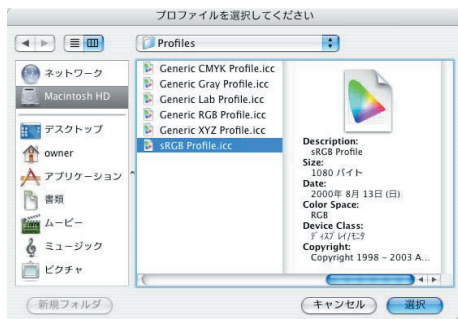 プロファイルを選択してください
Profiles
ネットワーク
Macintosh HD
デスクトップ
owner
アプリケーション
書類
ムービー
ミュージック
ピクチャ
Generic CMYK Profile.icc
Generic Gray Profile.icc
Generic Lab Profile.icc
Generic RGB Profile.icc
Generic XYZ Profile.icc
sRGB Profile.icc
Description:
sRGB Profile
Size:
1080 バイト
Date:
2000年 8月 13日 (日)
Color Space:
RGB
Device Class:
ディスプレイ/モニタ
Copyright:
Copyright 1998 – 2003 A...
新規フォルダ
キャンセル
選択